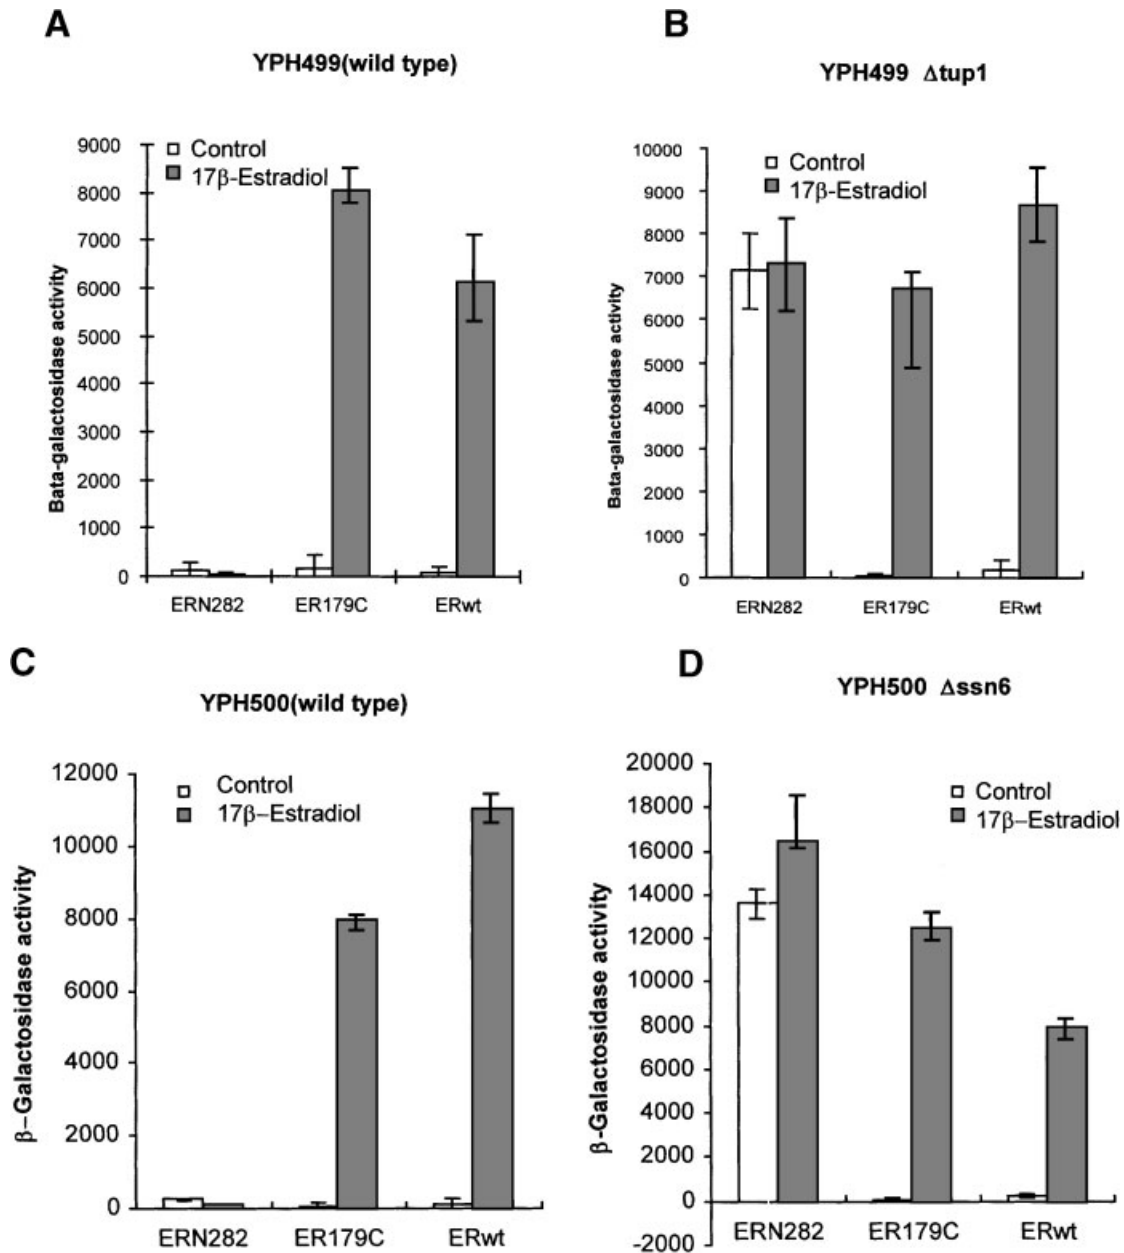 A
YPH499(wild type)
9000
8000
7000
6000
5000
4000
3000
2000
1000
0
Bata-galactosidase activity
Control
17β-Estradiol
ERN282
ER179C
ERwt
B
YPH499 Δtup1
10000
9000
8000
7000
6000
5000
4000
3000
2000
1000
0
Bata-galactosidase activity
Control
17β-Estradiol
ERN282
ER179C
ERwt
C
YPH500(wild type)
12000
10000
8000
6000
4000
2000
0
β–Galactosidase activity
Control
17β–Estradiol
ERN282
ER179C
ERwt
D
YPH500 Δssn6
20000
18000
16000
14000
12000
10000
8000
6000
4000
2000
0
-2000
β-Galactosidase activity
Control
17β–Estradiol
ERN282
ER179C
ERwt